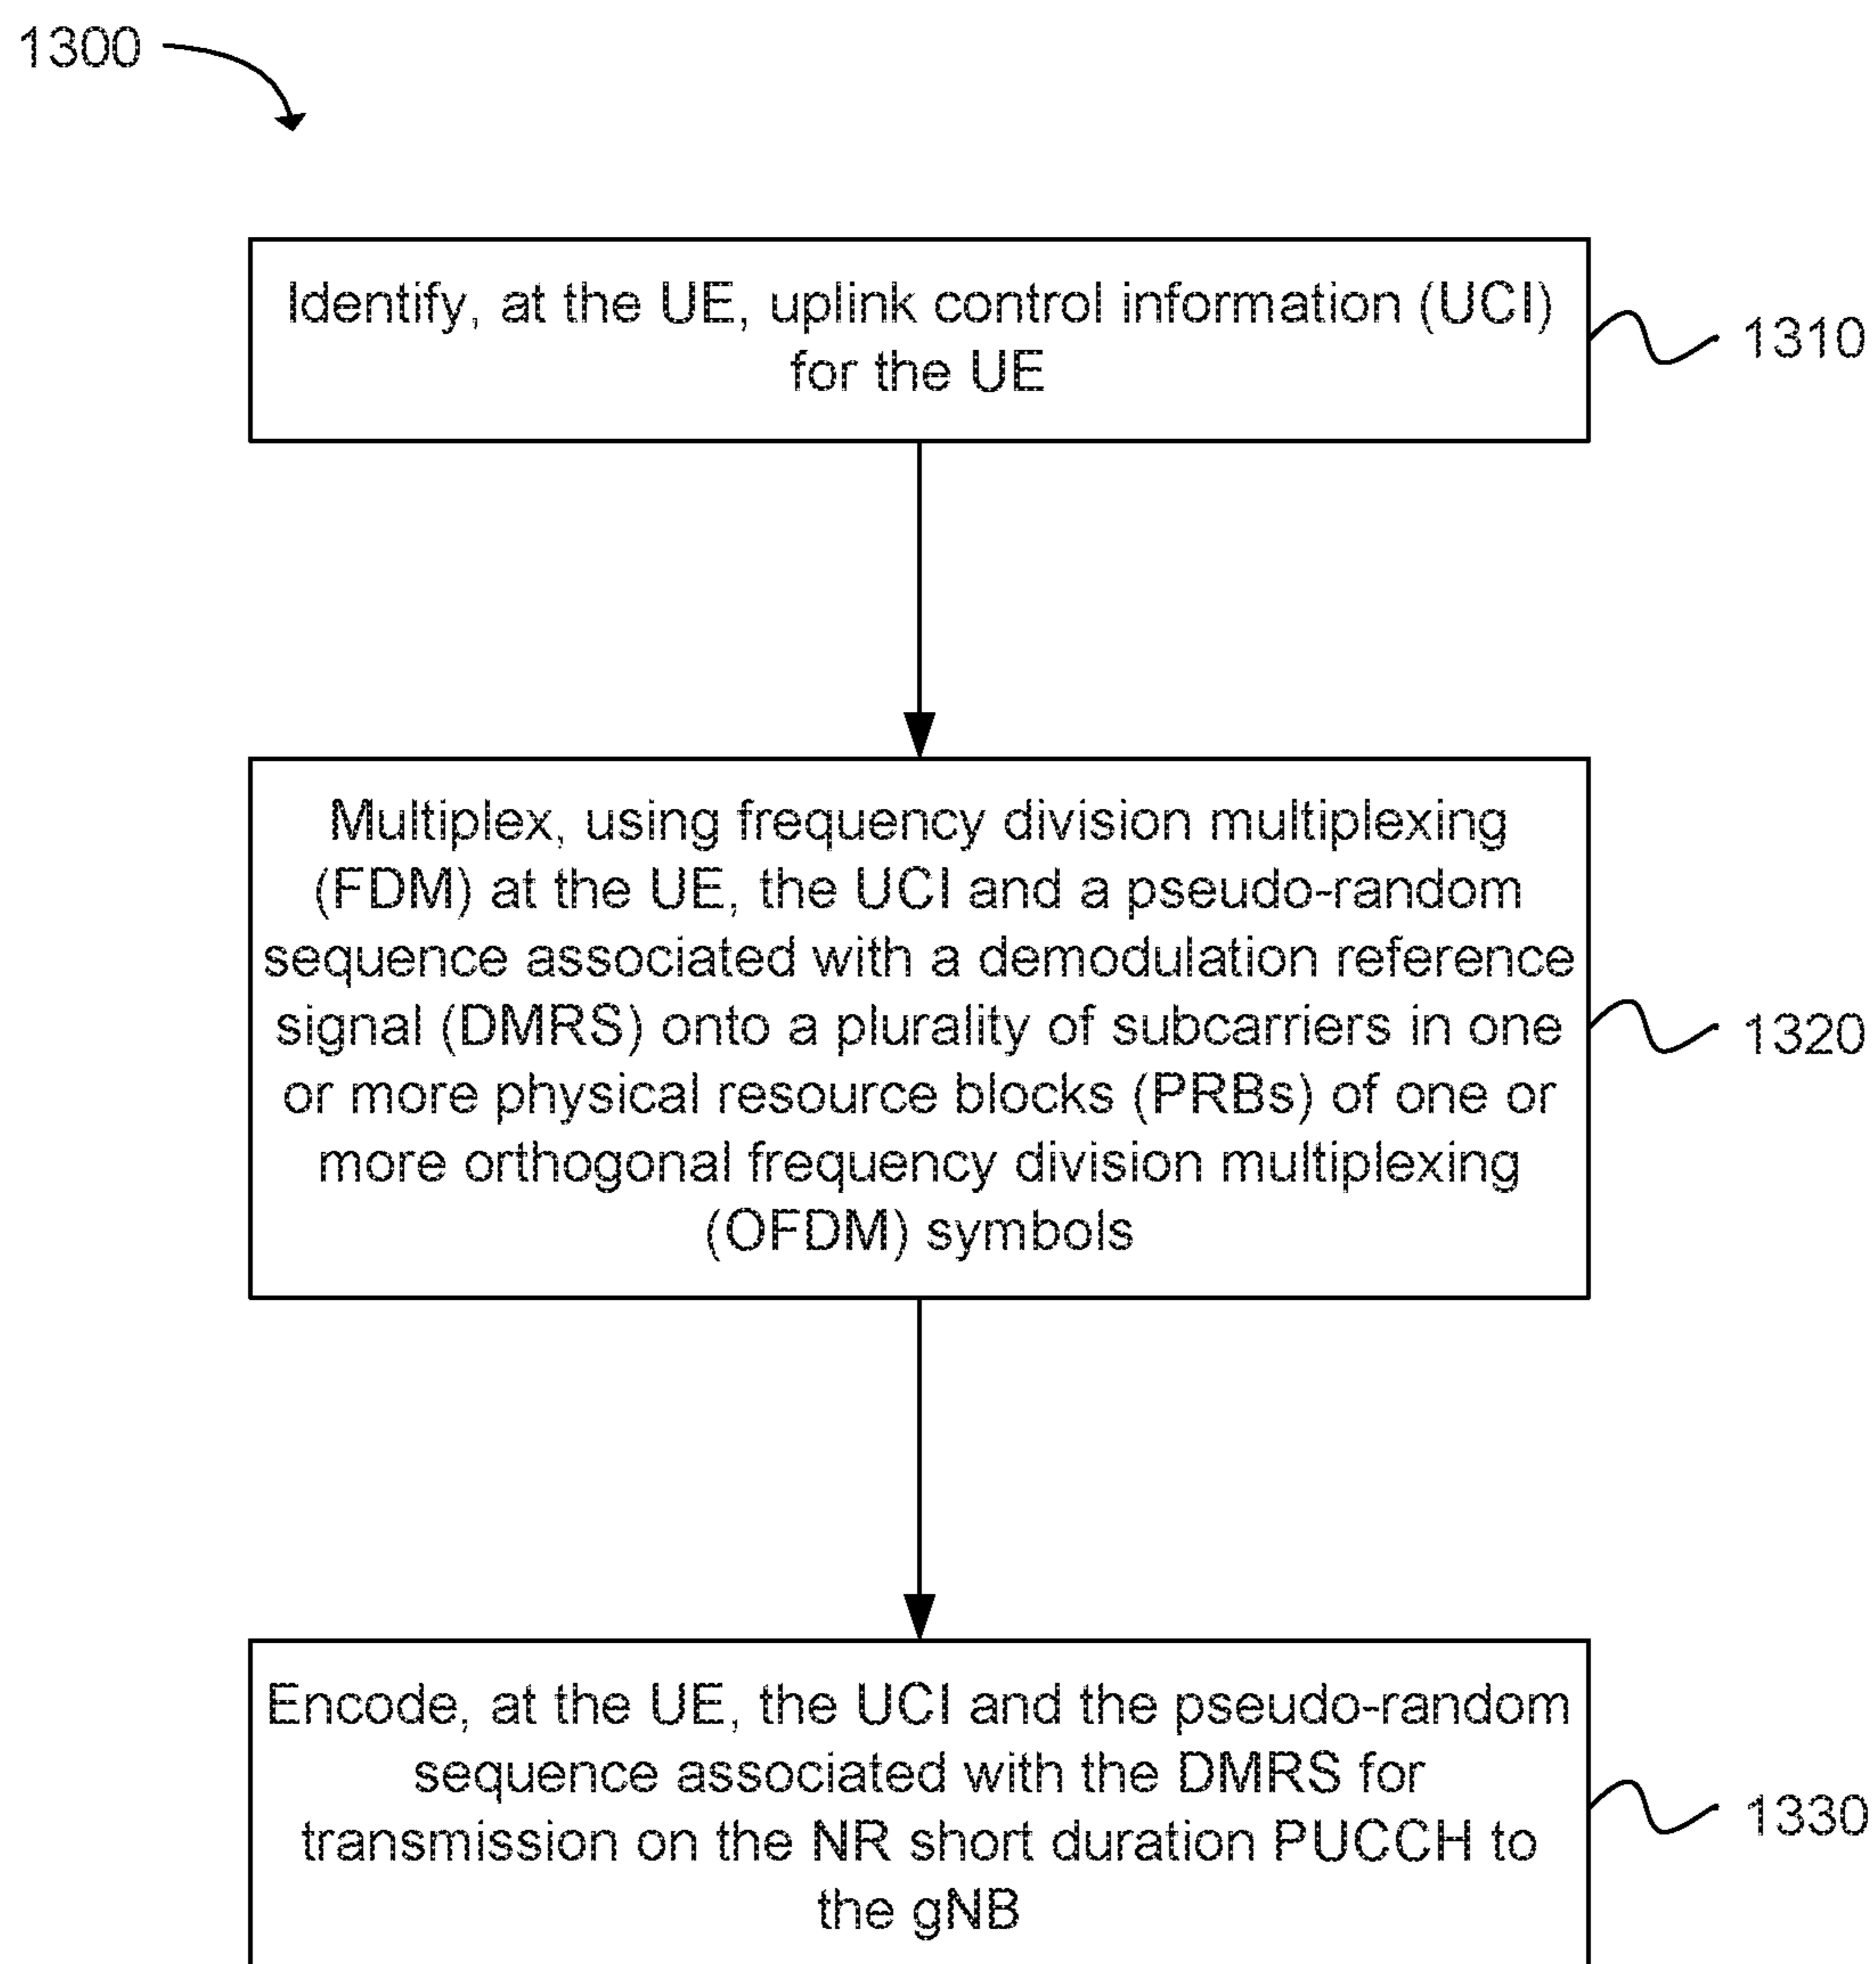 1300
Identify, at the UE, uplink control information (UCI)
for the UE
1310
Multiplex, using frequency division multiplexing
(FDM) at the UE, the UCI and a pseudo-random
sequence associated with a demodulation reference
signal (DMRS) onto a plurality of subcarriers in one
or more physical resource blocks (PRBs) of one or
more orthogonal frequency division multiplexing
(OFDM) symbols
1320
Encode, at the UE, the UCI and the pseudo-random
sequence associated with the DMRS for
transmission on the NR short duration PUCCH to
the gNB
1330